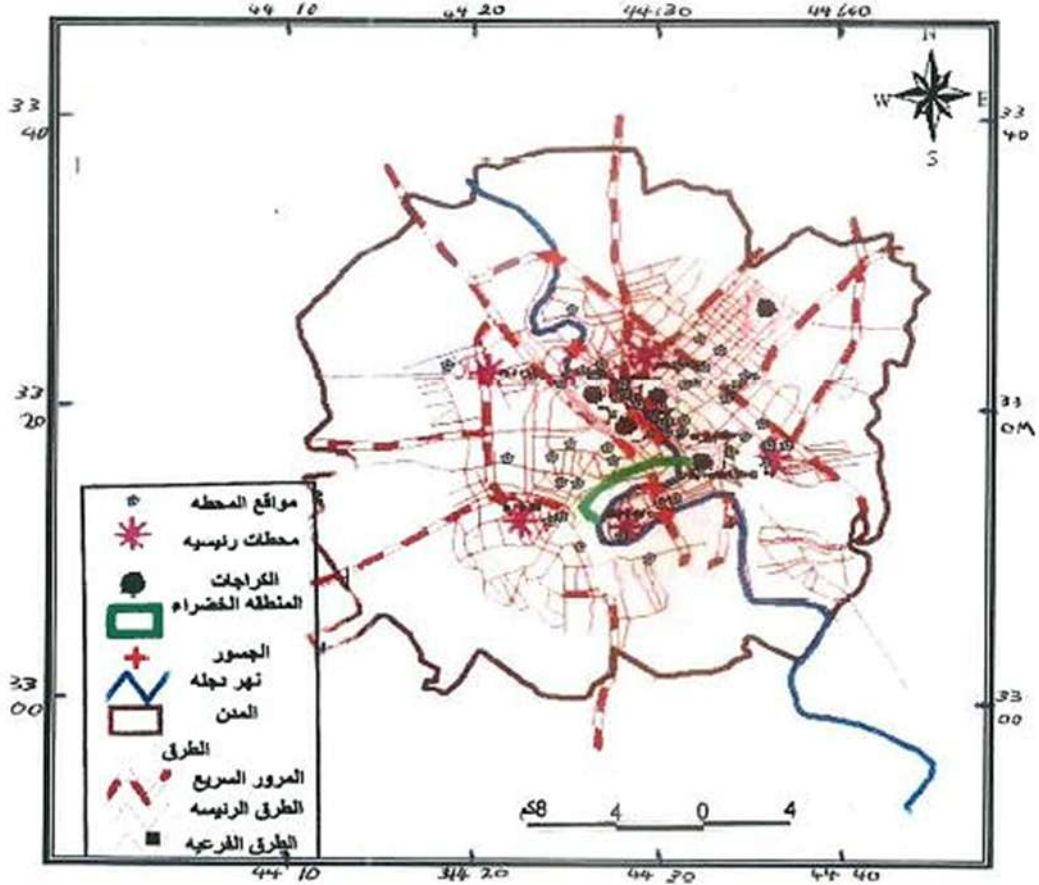 44 10 44 20 44:30 44:40
N
W E
S
33
40
33
40
33
20
33
0M
33
00
33
00
مواقع المحطه
محطات رئيسيه
الكراجات
المنطقه الخضراء
الجسور
نهر دجله
المدن
الطرق
المرور السريع
الطرق الرئيسه
الطرق الفرعيه
8كم 4 0 4
44 10 344 20 44 30 44 40